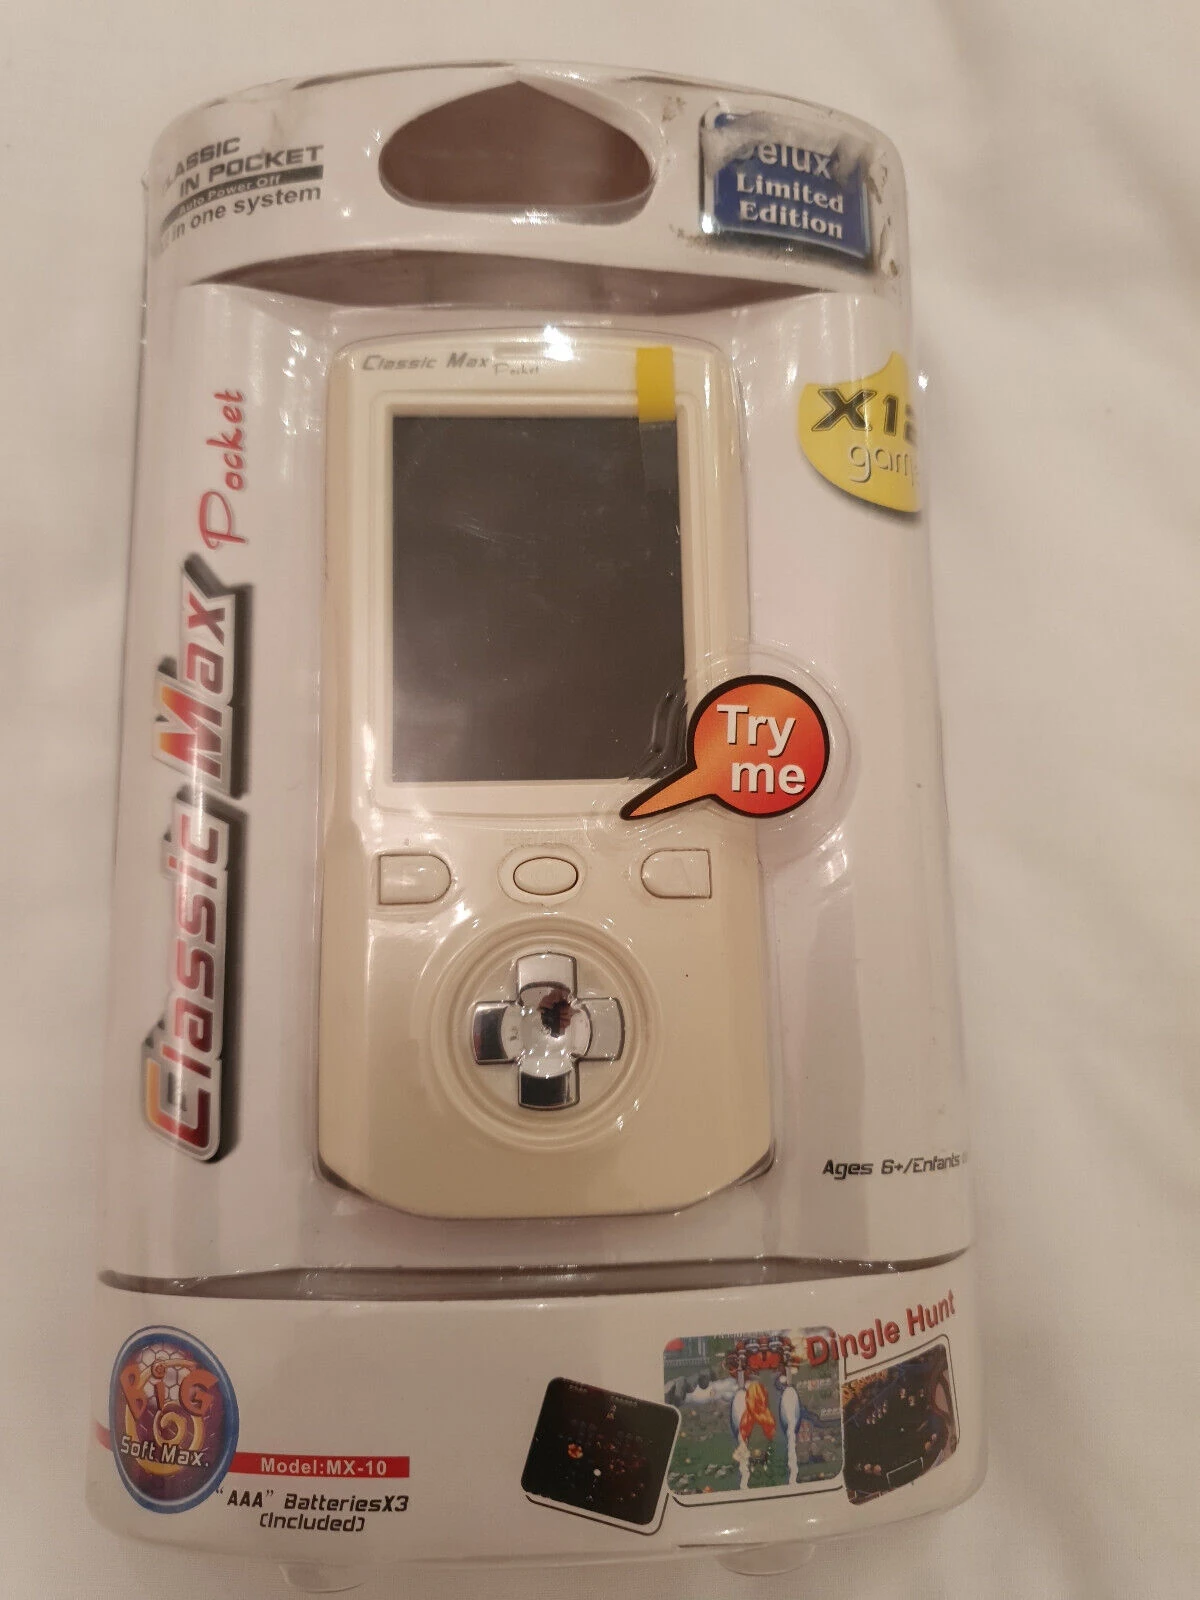 IN POCKET
Auto Power Off
in one system
Limited
Edition
Classic Max
Pocket
X12
Classic Max Pocket
Try
me
Ages 6+/Enfants
Dingle Hunt
BiG
Soft Max.
Model:MX-10
"AAA" BatteriesX3
(Included)